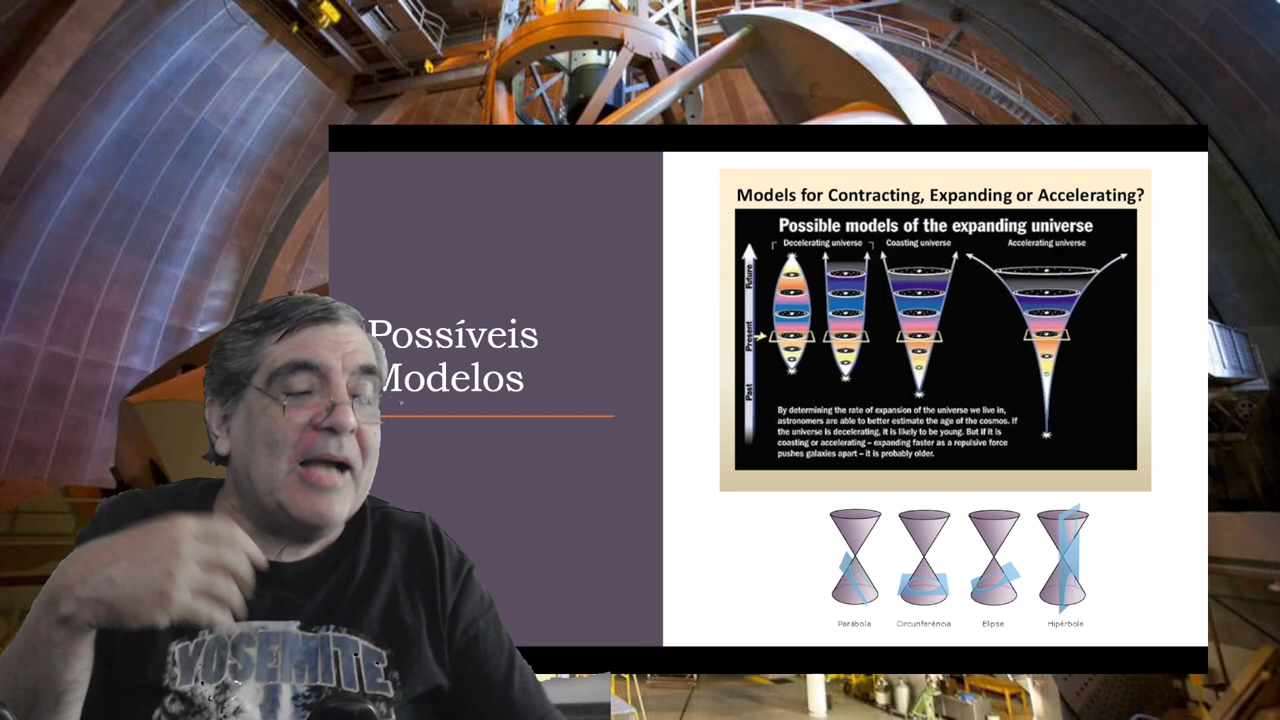 Possíveis
Modelos
Models for Contracting, Expanding or Accelerating?
Possible models of the expanding universe
Decelerating universe
Coasting universe
Accelerating universe
Future
Present
Past
By determining the rate of expansion of the universe we live in,
astronomers are able to better estimate the age of the cosmos. If
the universe is decelerating, it is likely to be young. But if it is
coasting or accelerating – expanding faster as a repulsive force
pushes galaxies apart – it is probably older.
Parábola
Circunferência
Elipse
Hipérbole
YOSEMITE